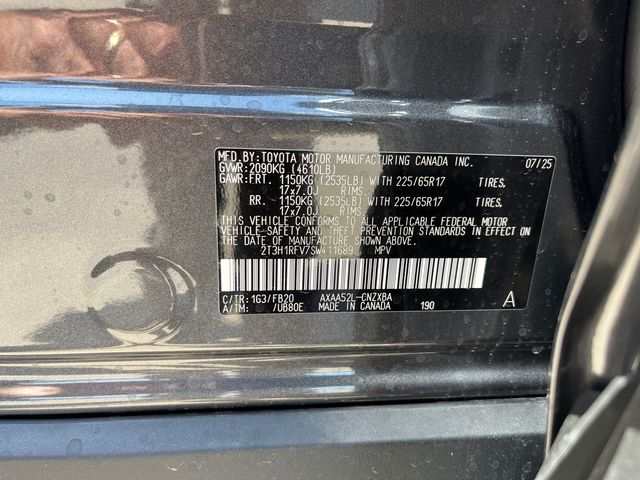 MFD.BY:TOYOTA MOTOR MANUFACTURING CANADA INC. 07/25
GVWR:2090KG (4610LB)
GAWR:FRT. 1150KG (2535LB) WITH 225/65R17 TIRES,
17x7.0J RIMS.
RR. 1150KG (2535LB) WITH 225/65R17 TIRES,
17x7.0J RIMS.
THIS VEHICLE CONFORMS TO ALL APPLICABLE FEDERAL MOTOR
VEHICLE SAFETY AND THEFT PREVENTION STANDARDS IN EFFECT
ON THE DATE OF MANUFACTURE SHOWN ABOVE.
2T3H1RFV7SW411689 MPV
C/TR:1G3/FB20 AXAA52L-CNZXBA
A/TM: /UB80E MADE IN CANADA 190 A